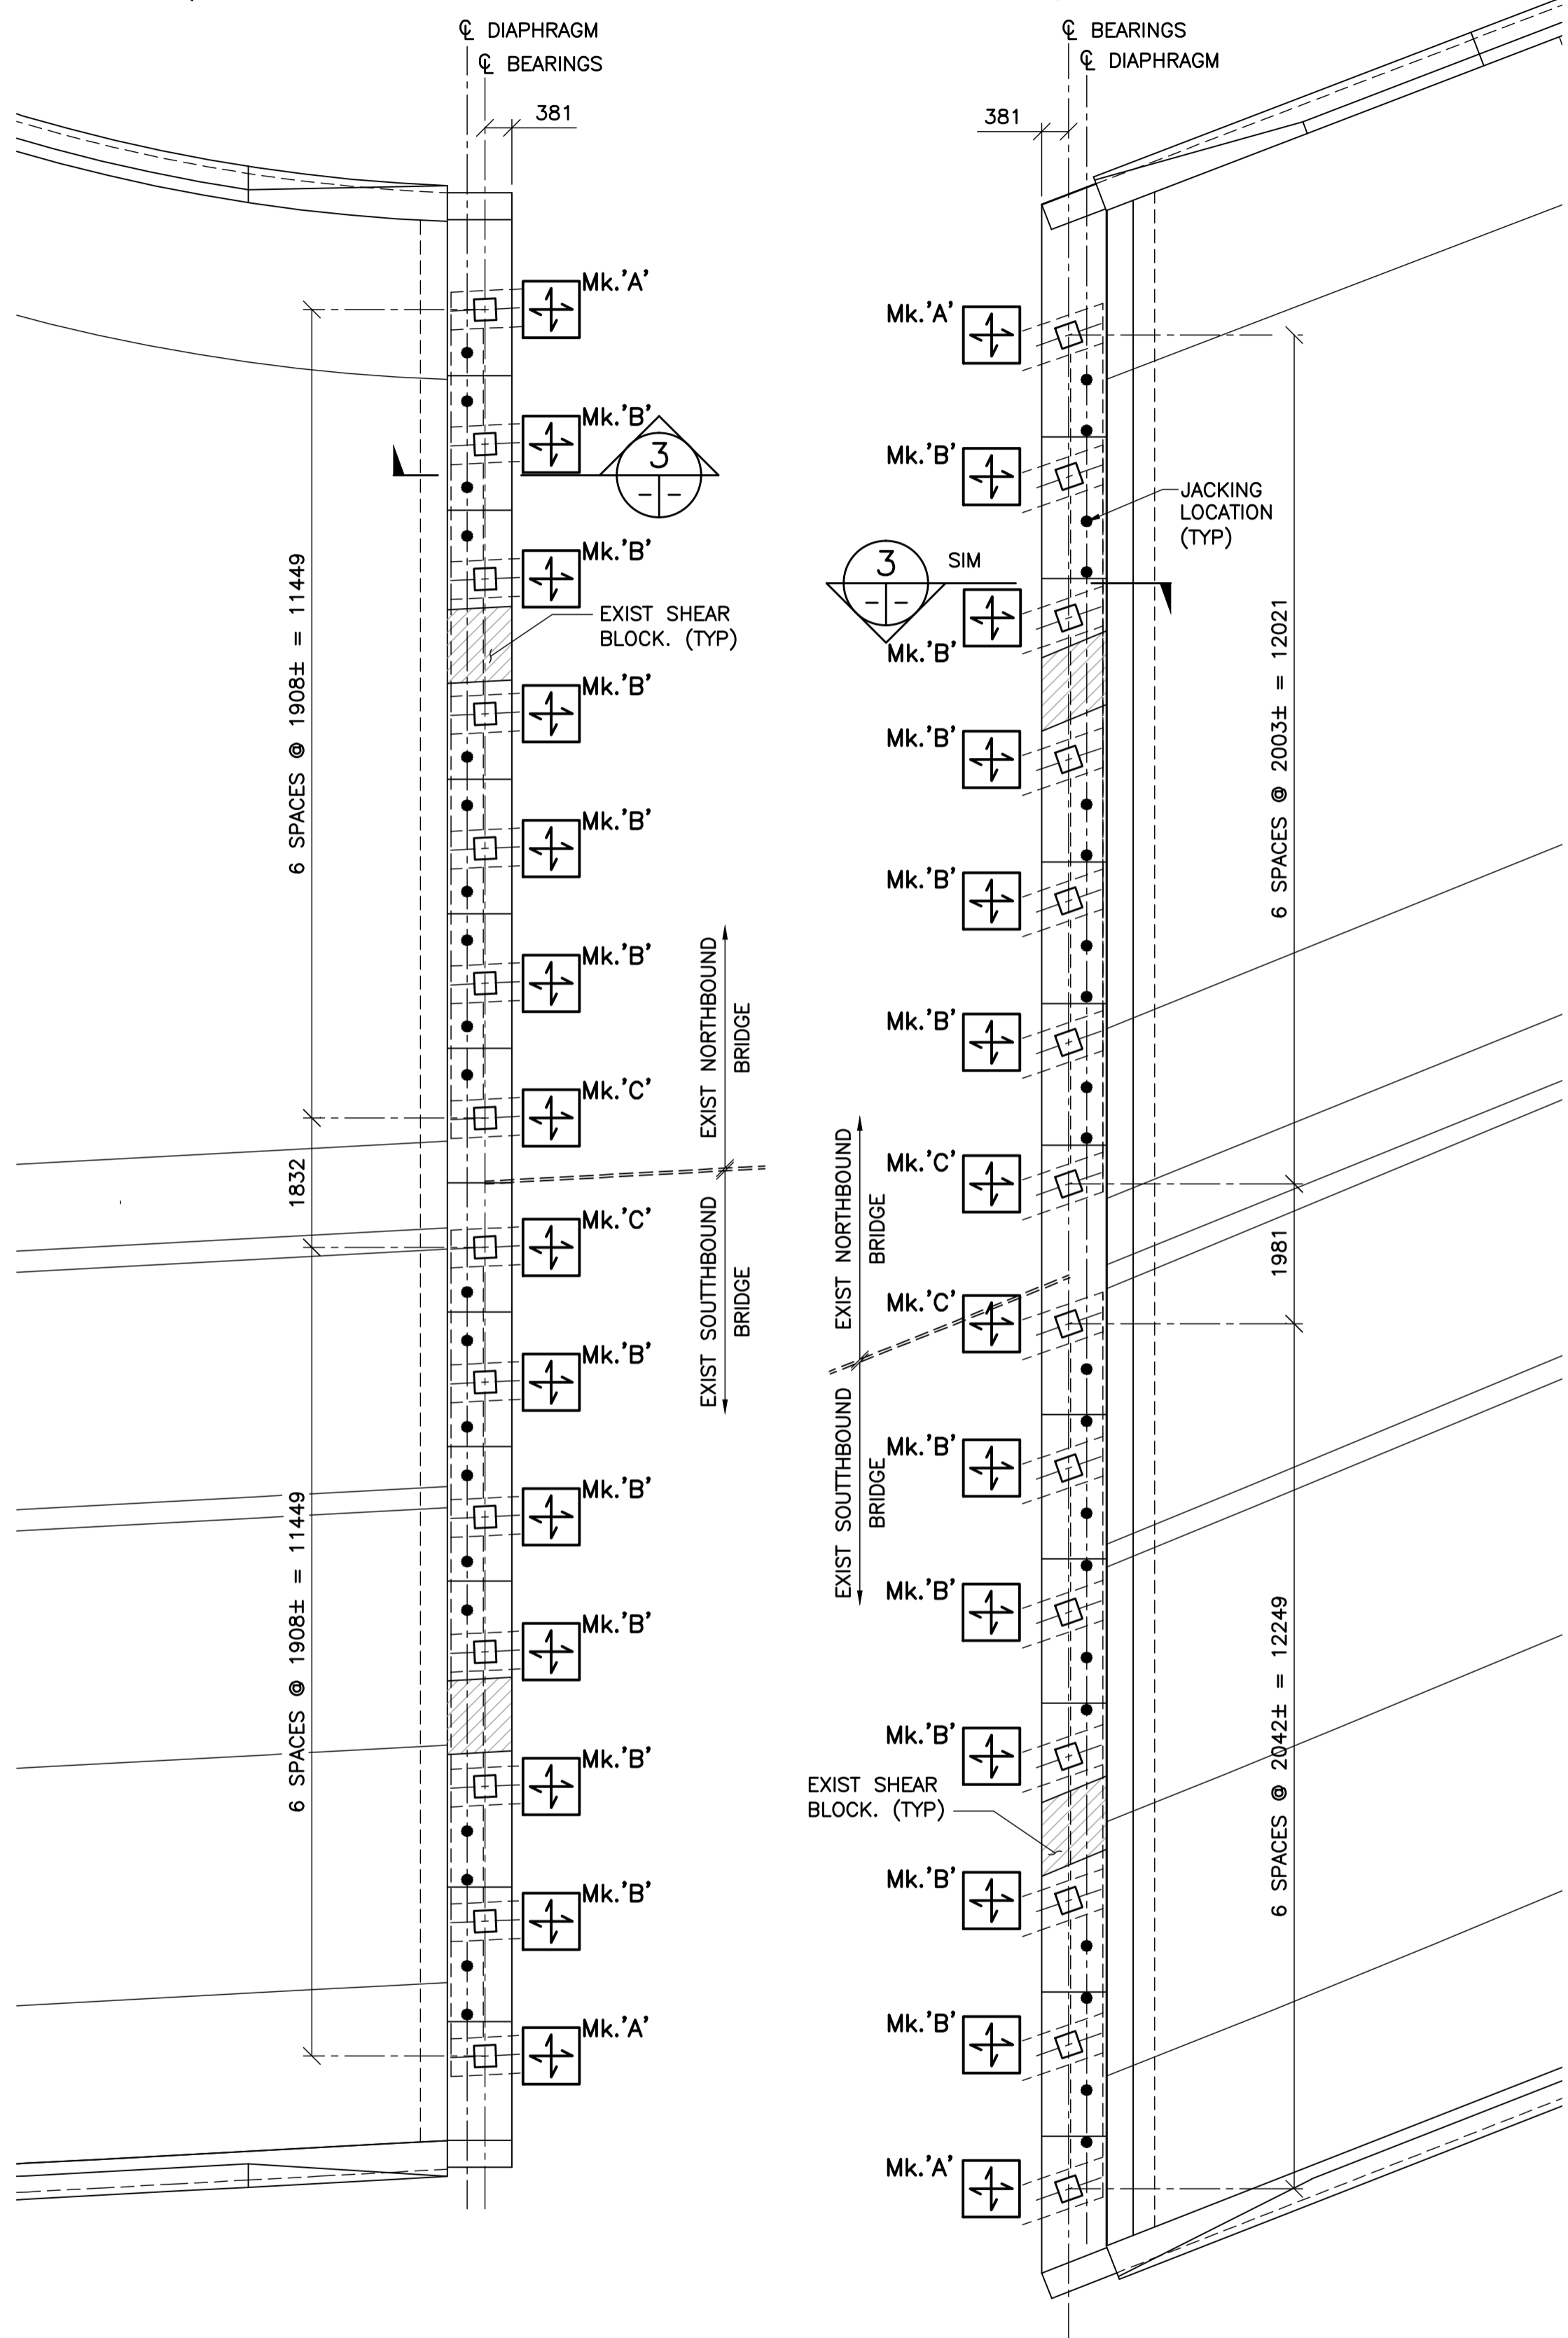 ℄ DIAPHRAGM
℄ BEARINGS
381
Mk.'A'
Mk.'B'
3
- -
Mk.'B'
EXIST SHEAR
BLOCK. (TYP)
Mk.'B'
6 SPACES @ 1908± = 11449
Mk.'B'
Mk.'B'
EXIST NORTHBOUND
BRIDGE
Mk.'C'
1832
Mk.'C'
EXIST SOUTTHBOUND
BRIDGE
Mk.'B'
Mk.'B'
6 SPACES @ 1908± = 11449
Mk.'B'
Mk.'B'
Mk.'B'
Mk.'A'
℄ BEARINGS
℄ DIAPHRAGM
381
Mk.'A'
Mk.'B'
JACKING
LOCATION
(TYP)
3
- -
SIM
Mk.'B'
6 SPACES @ 2003± = 12021
Mk.'B'
Mk.'B'
Mk.'B'
EXIST NORTHBOUND
BRIDGE
Mk.'C'
1981
Mk.'C'
EXIST SOUTTHBOUND
BRIDGE
Mk.'B'
Mk.'B'
6 SPACES @ 2042± = 12249
Mk.'B'
EXIST SHEAR
BLOCK. (TYP)
Mk.'B'
Mk.'B'
Mk.'A'